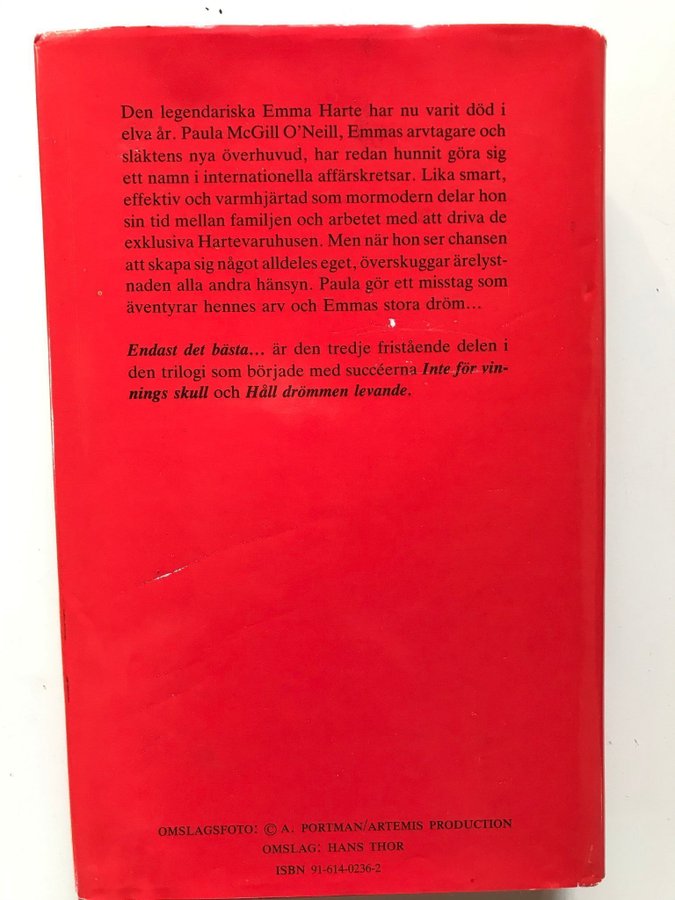 Den legendariska Emma Harte har nu varit död i
elva år. Paula McGill O'Neill, Emmas arvtagare och
släktens nya överhuvud, har redan hunnit göra sig
ett namn i internationella affärskretsar. Lika smart,
effektiv och varmhjärtad som mormodern delar hon
sin tid mellan familjen och arbetet med att driva de
exklusiva Hartevaruhusen. Men när hon ser chansen
att skapa sig något alldeles eget, överskuggar ärelyst-
naden alla andra hänsyn. Paula gör ett misstag som
äventyrar hennes arv och Emmas stora dröm...
Endast det bästa... är den tredje fristående delen i
den trilogi som började med succéerna Inte för vin-
nings skull och Håll drömmen levande.
OMSLAGSFOTO: © A. PORTMAN/ARTEMIS PRODUCTION
OMSLAG: HANS THOR
ISBN 91-614-0236-2